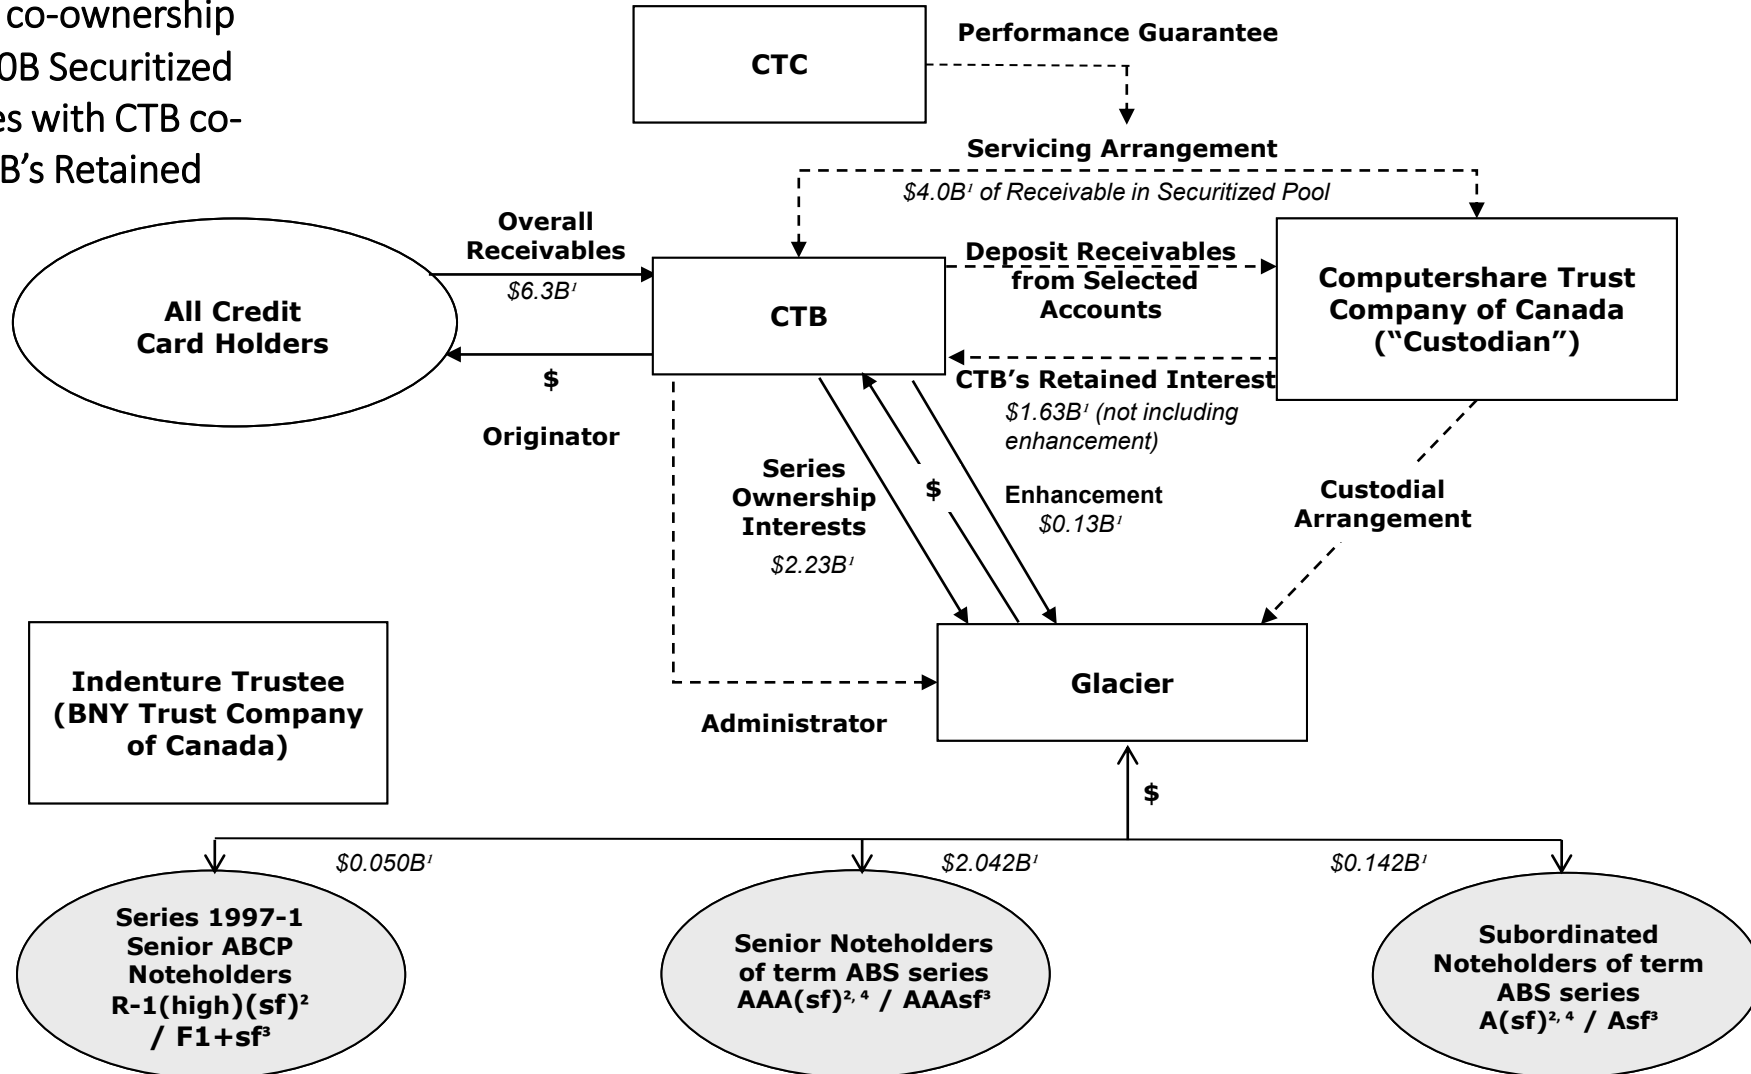 co-ownership
0B Securitized
es with CTB co-
B’s Retained
CTC
Performance Guarantee
Servicing Arrangement
$4.0B¹ of Receivable in Securitized Pool
Overall
Receivables
$6.3B¹
All Credit
Card Holders
$
Originator
CTB
Deposit Receivables
from Selected
Accounts
Computershare Trust
Company of Canada
(“Custodian”)
CTB’s Retained Interest
$1.63B¹ (not including
enhancement)
Series
Ownership
Interests
$2.23B¹
$
Enhancement
$0.13B¹
Custodial
Arrangement
Indenture Trustee
(BNY Trust Company
of Canada)
Administrator
Glacier
$
$0.050B¹
$2.042B¹
$0.142B¹
Series 1997-1
Senior ABCP
Noteholders
R-1(high)(sf)²
/ F1+sf³
Senior Noteholders
of term ABS series
AAA(sf)²˒ ⁴ / AAAsf³
Subordinated
Noteholders of term
ABS series
A(sf)²˒ ⁴ / Asf³